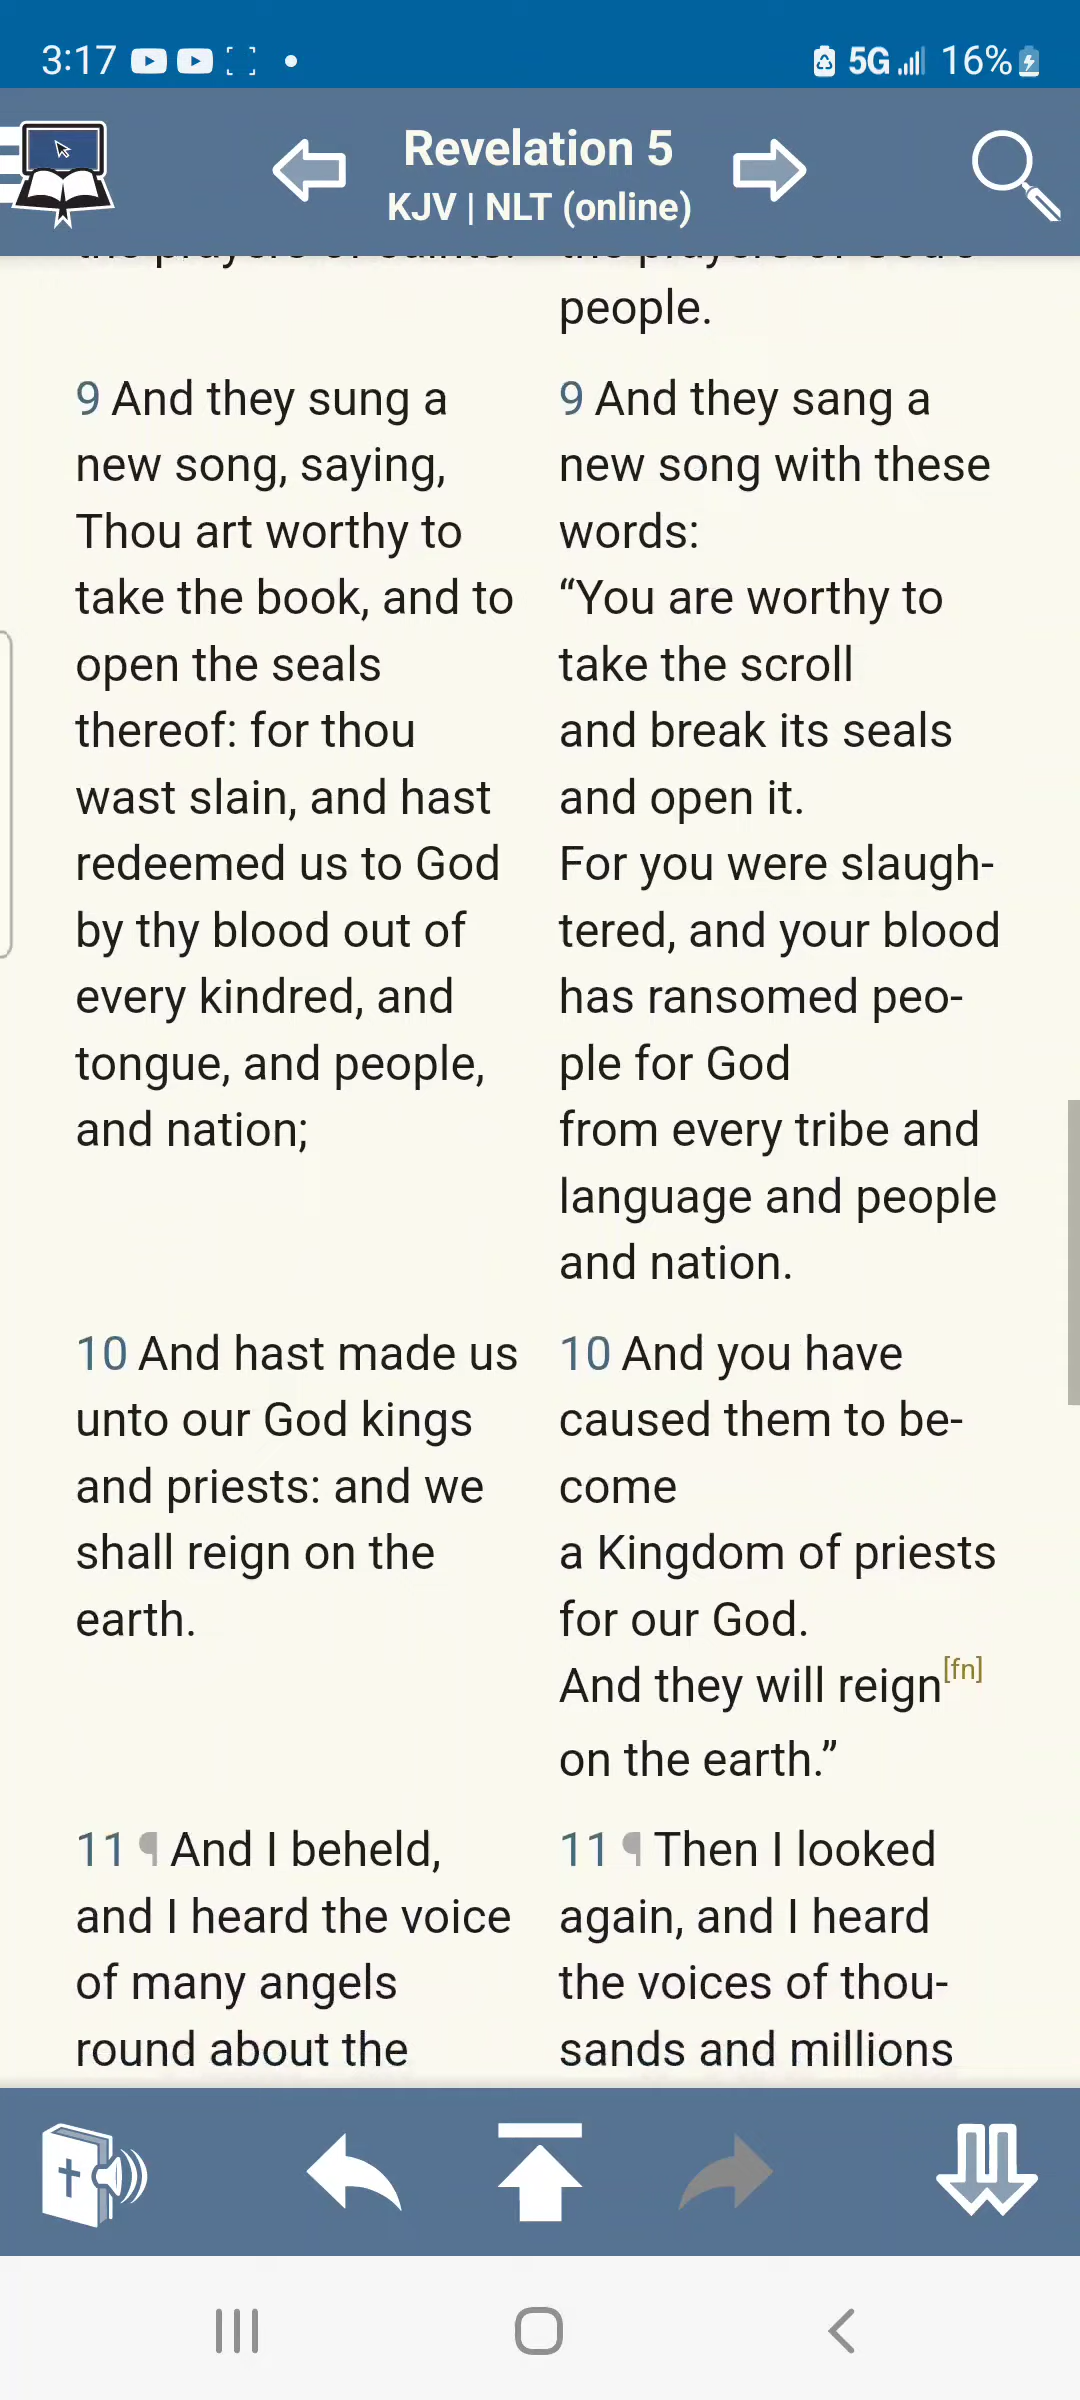 3:17
5G 16%
Revelation 5
KJV | NLT (online)
the prayers of saints.
the prayers of God's
people.
9 And they sung a
new song, saying,
Thou art worthy to
take the book, and to
open the seals
thereof: for thou
wast slain, and hast
redeemed us to God
by thy blood out of
every kindred, and
tongue, and people,
and nation;
9 And they sang a
new song with these
words:
“You are worthy to
take the scroll
and break its seals
and open it.
For you were slaugh-
tered, and your blood
has ransomed peo-
ple for God
from every tribe and
language and people
and nation.
10 And hast made us
unto our God kings
and priests: and we
shall reign on the
earth.
10 And you have
caused them to be-
come
a Kingdom of priests
for our God.
And they will reign[fn]
on the earth.”
11 ¶ And I beheld,
and I heard the voice
of many angels
round about the
11 ¶ Then I looked
again, and I heard
the voices of thou-
sands and millions